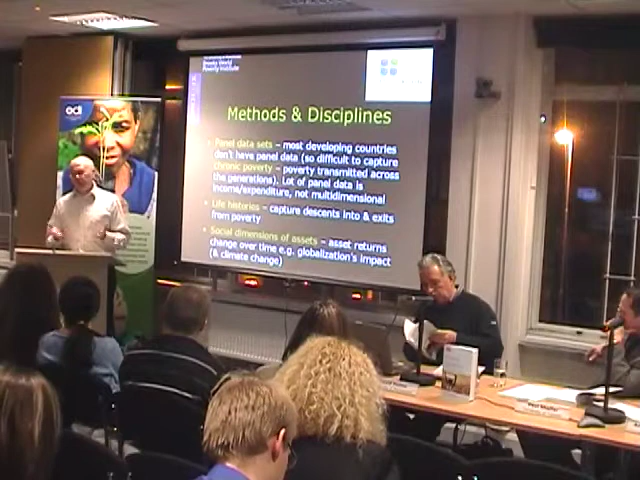 odi
Poverty Institute
Methods & Disciplines
Panel data sets – most developing countries
don't have panel data (so difficult to capture
chronic poverty – poverty transmitted across
the generations). Lot of panel data is
income/expenditure, not multidimensional
Life histories – capture descents into & exits
from poverty
Social dimensions of assets – asset returns
change over time e.g. globalization's impact
(& climate change)